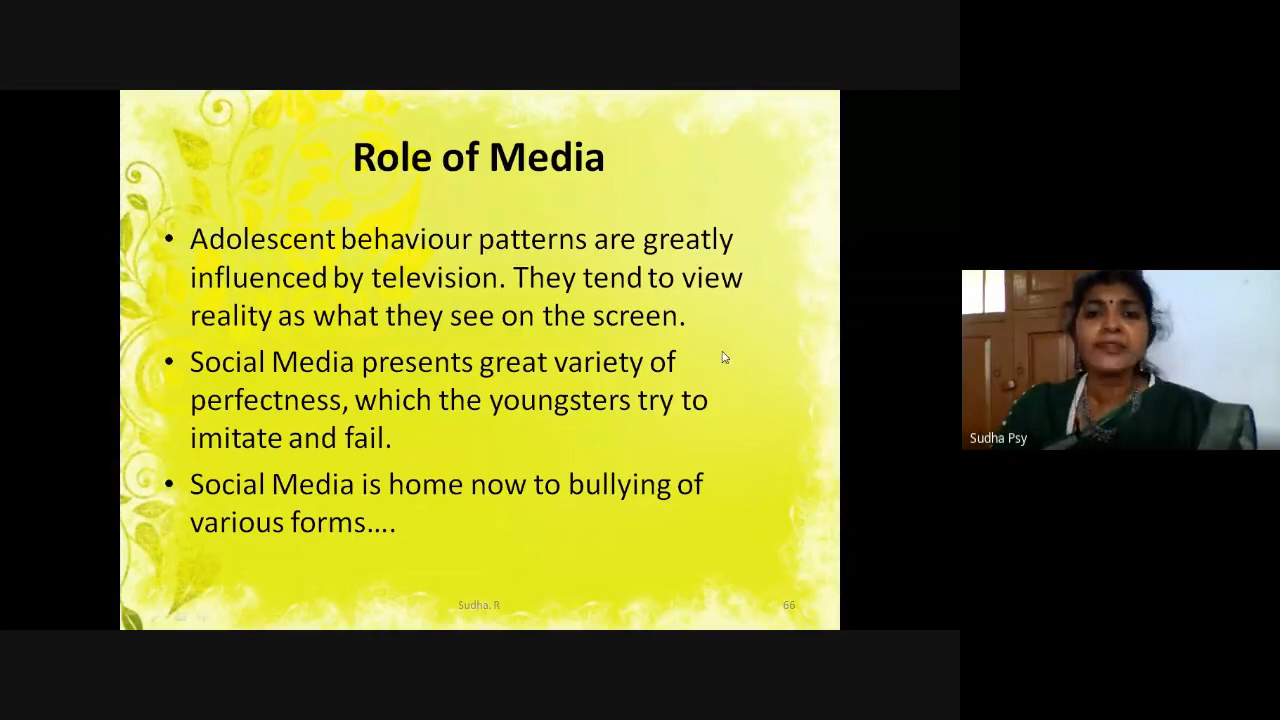 Role of Media
• Adolescent behaviour patterns are greatly
influenced by television. They tend to view
reality as what they see on the screen.
• Social Media presents great variety of
perfectness, which the youngsters try to
imitate and fail.
• Social Media is home now to bullying of
various forms....
Sudha. R
66
Sudha Psy